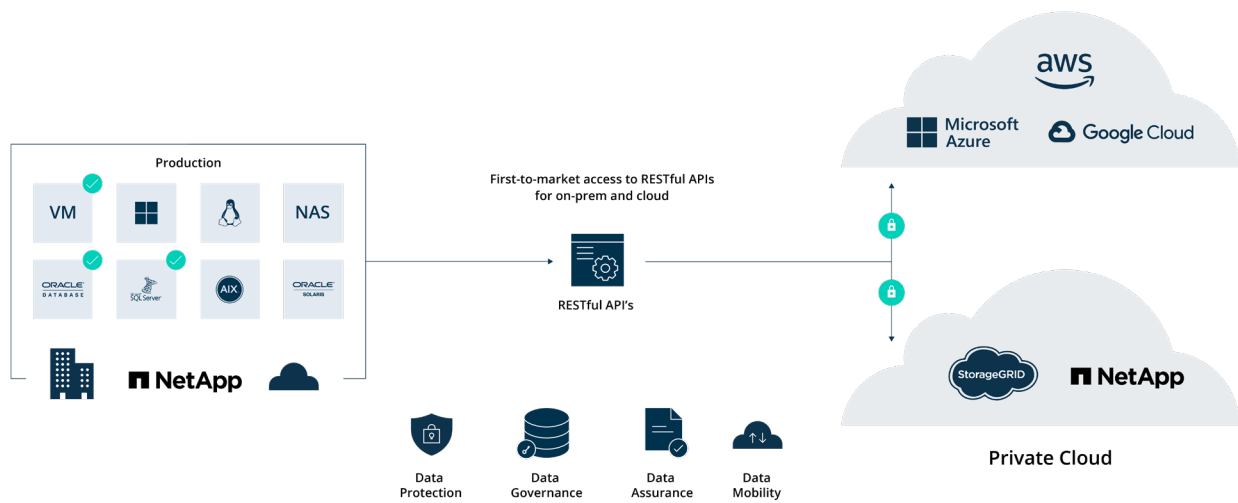 Production
VM
NAS
ORACLE
DATABASE
Microsoft
SQL Server
AIX
ORACLE
SOLARIS
NetApp
First-to-market access to RESTful APIs
for on-prem and cloud
RESTful API's
aws
Microsoft
Azure
Google Cloud
StorageGRID
NetApp
Private Cloud
Data
Protection
Data
Governance
Data
Assurance
Data
Mobility